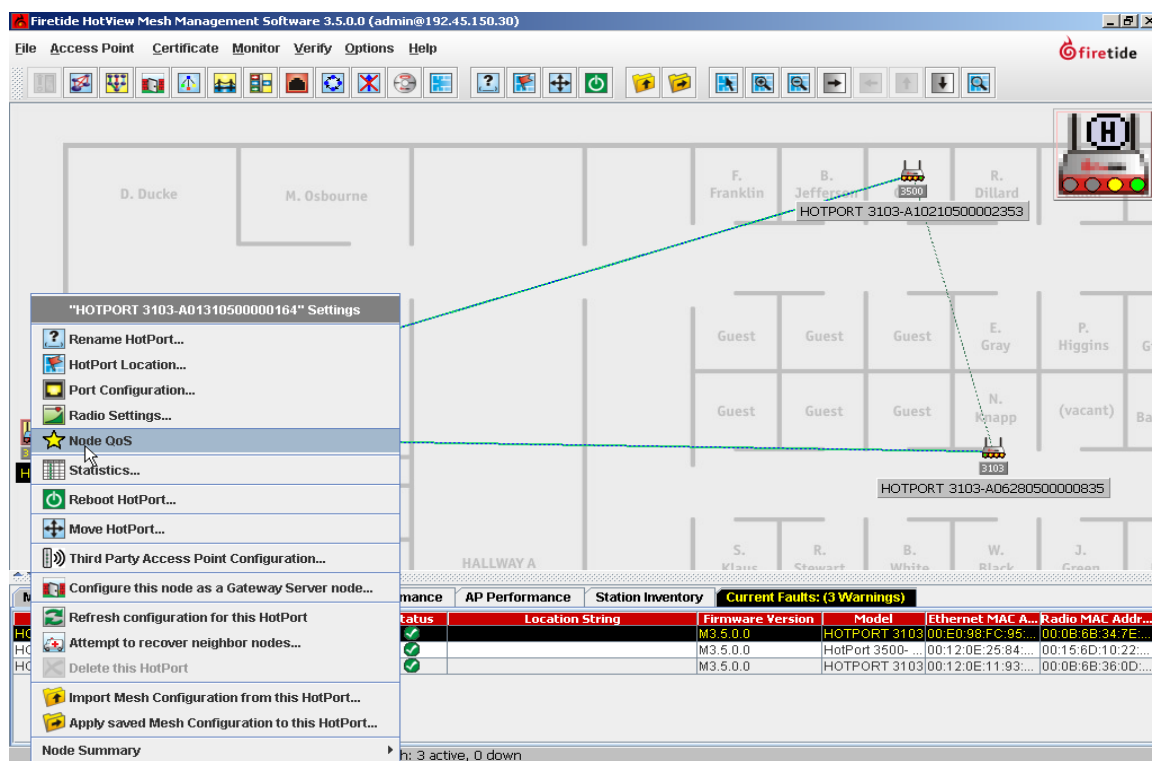 Firetide HotView Mesh Management Software 3.5.0.0 (admin@192.45.150.30)
File Access Point Certificate Monitor Verify Options Help
firetide
D. Ducke
M. Osbourne
F. Franklin
B. Jefferson
3500
R. Dillard
HOTPORT 3103-A10210500002353
"HOTPORT 3103-A01310500000164" Settings
Rename HotPort...
HotPort Location...
Port Configuration...
Radio Settings...
Node QoS
Statistics...
Reboot HotPort...
Move HotPort...
Third Party Access Point Configuration...
Configure this node as a Gateway Server node...
Refresh configuration for this HotPort
Attempt to recover neighbor nodes...
Delete this HotPort
Import Mesh Configuration from this HotPort...
Apply saved Mesh Configuration to this HotPort...
Node Summary
Guest Guest Guest
E. Gray
P. Higgins
Guest Guest Guest
N. Knapp
(vacant)
3103
HOTPORT 3103-A06280500000835
HALLWAY A
S. Klaus
R. Stewart
B. White
W. Black
J. Green
mance AP Performance Station Inventory Current Faults: (3 Warnings)
tatus Location String Firmware Version Model Ethernet MAC A... Radio MAC Addr...
M3.5.0.0 HOTPORT 3103 00:E0:98:FC:95:... 00:0B:6B:34:7E:...
M3.5.0.0 HotPort 3500- ... 00:12:0E:25:84:... 00:15:6D:10:22:...
M3.5.0.0 HOTPORT 3103 00:12:0E:11:93:... 00:0B:6B:36:0D:...
h: 3 active, 0 down